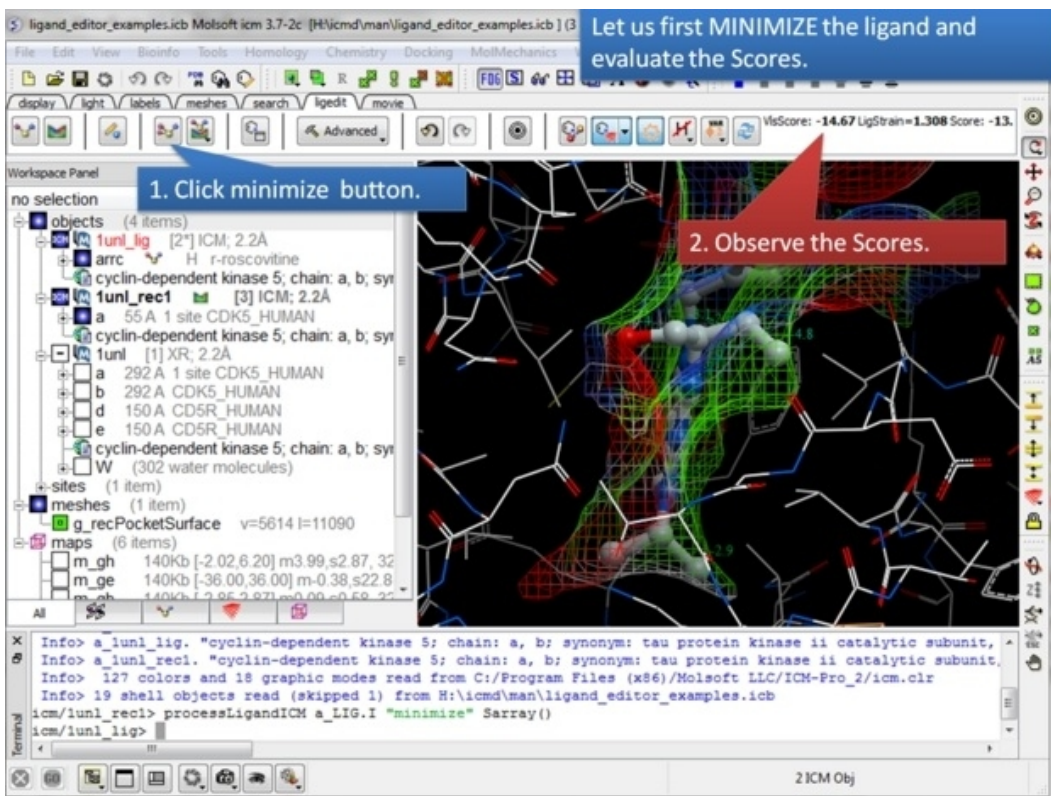 ligand_editor_examples.icb Molsoft icm 3.7-2c [H:\icmd\man\ligand_editor_examples.icb ] (3
Let us first MINIMIZE the ligand and
evaluate the Scores.
File Edit View Bioinfo Tools Homology Chemistry Docking MolMechanics
display light labels meshes search ligedit movie
Advanced
VlsScore: -14.67 LigStrain=1.308 Score: -13.
Workspace Panel
1. Click minimize button.
no selection
2. Observe the Scores.
objects (4 items)
1unl_lig [2*] ICM; 2.2Å
arrc H r-roscovitine
cyclin-dependent kinase 5; chain: a, b; syr
1unl_rec1 [3] ICM; 2.2Å
a 55 A 1 site CDK5_HUMAN
cyclin-dependent kinase 5; chain: a, b; syr
1unl [1] XR; 2.2Å
a 292 A 1 site CDK5_HUMAN
b 292 A CDK5_HUMAN
d 150 A CD5R_HUMAN
e 150 A CD5R_HUMAN
cyclin-dependent kinase 5; chain: a, b; syr
W (302 water molecules)
sites (1 item)
meshes (1 item)
g_recPocketSurface v=5614 l=11090
maps (6 items)
m_gh 140Kb [-2.02,6.20] m3.99,s2.87, 32
m_ge 140Kb [-36.00,36.00] m-0.38,s22.8
All
Info> a_1unl_lig. "cyclin-dependent kinase 5; chain: a, b; synonym: tau protein kinase ii catalytic subunit,
Info> a_1unl_rec1. "cyclin-dependent kinase 5; chain: a, b; synonym: tau protein kinase ii catalytic subunit,
Info> 127 colors and 18 graphic modes read from C:/Program Files (x86)/Molsoft LLC/ICM-Pro_2/icm.clr
Info> 19 shell objects read (skipped 1) from H:\icmd\man\ligand_editor_examples.icb
icm/1unl_rec1> processLigandICM a_LIG.I "minimize" Sarray()
icm/1unl_lig>
Terminal
2 ICM Obj